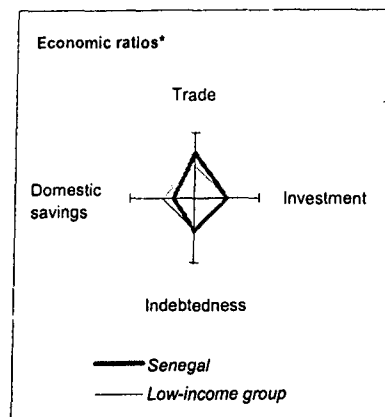 Economic ratios*
Trade
Domestic
savings
Investment
Indebtedness
Senegal
Low-income group